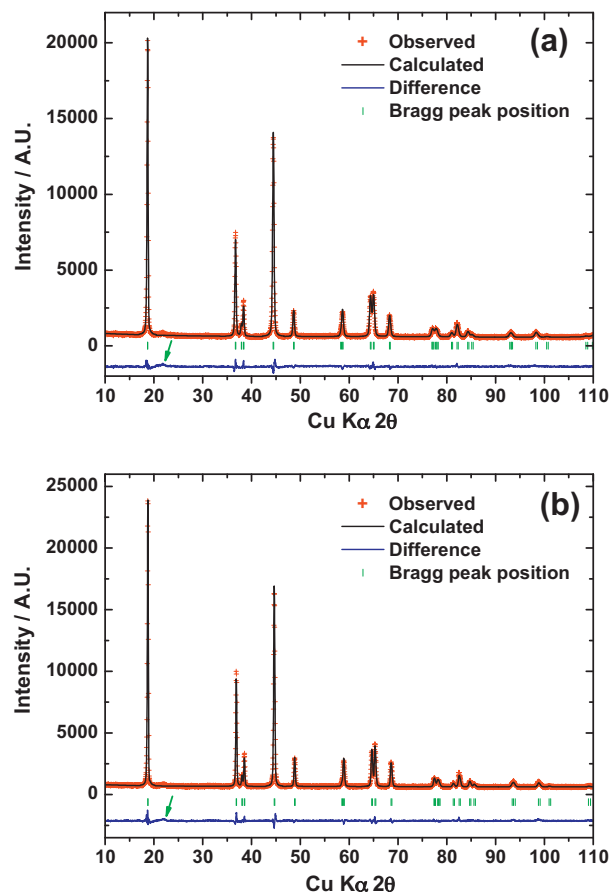 (a)
Observed
Calculated
Difference
Bragg peak position
Intensity / A.U.
20000
15000
10000
5000
0
10 20 30 40 50 60 70 80 90 100 110
Cu Kα 2θ
(b)
Observed
Calculated
Difference
Bragg peak position
Intensity / A.U.
25000
20000
15000
10000
5000
0
10 20 30 40 50 60 70 80 90 100 110
Cu Kα 2θ